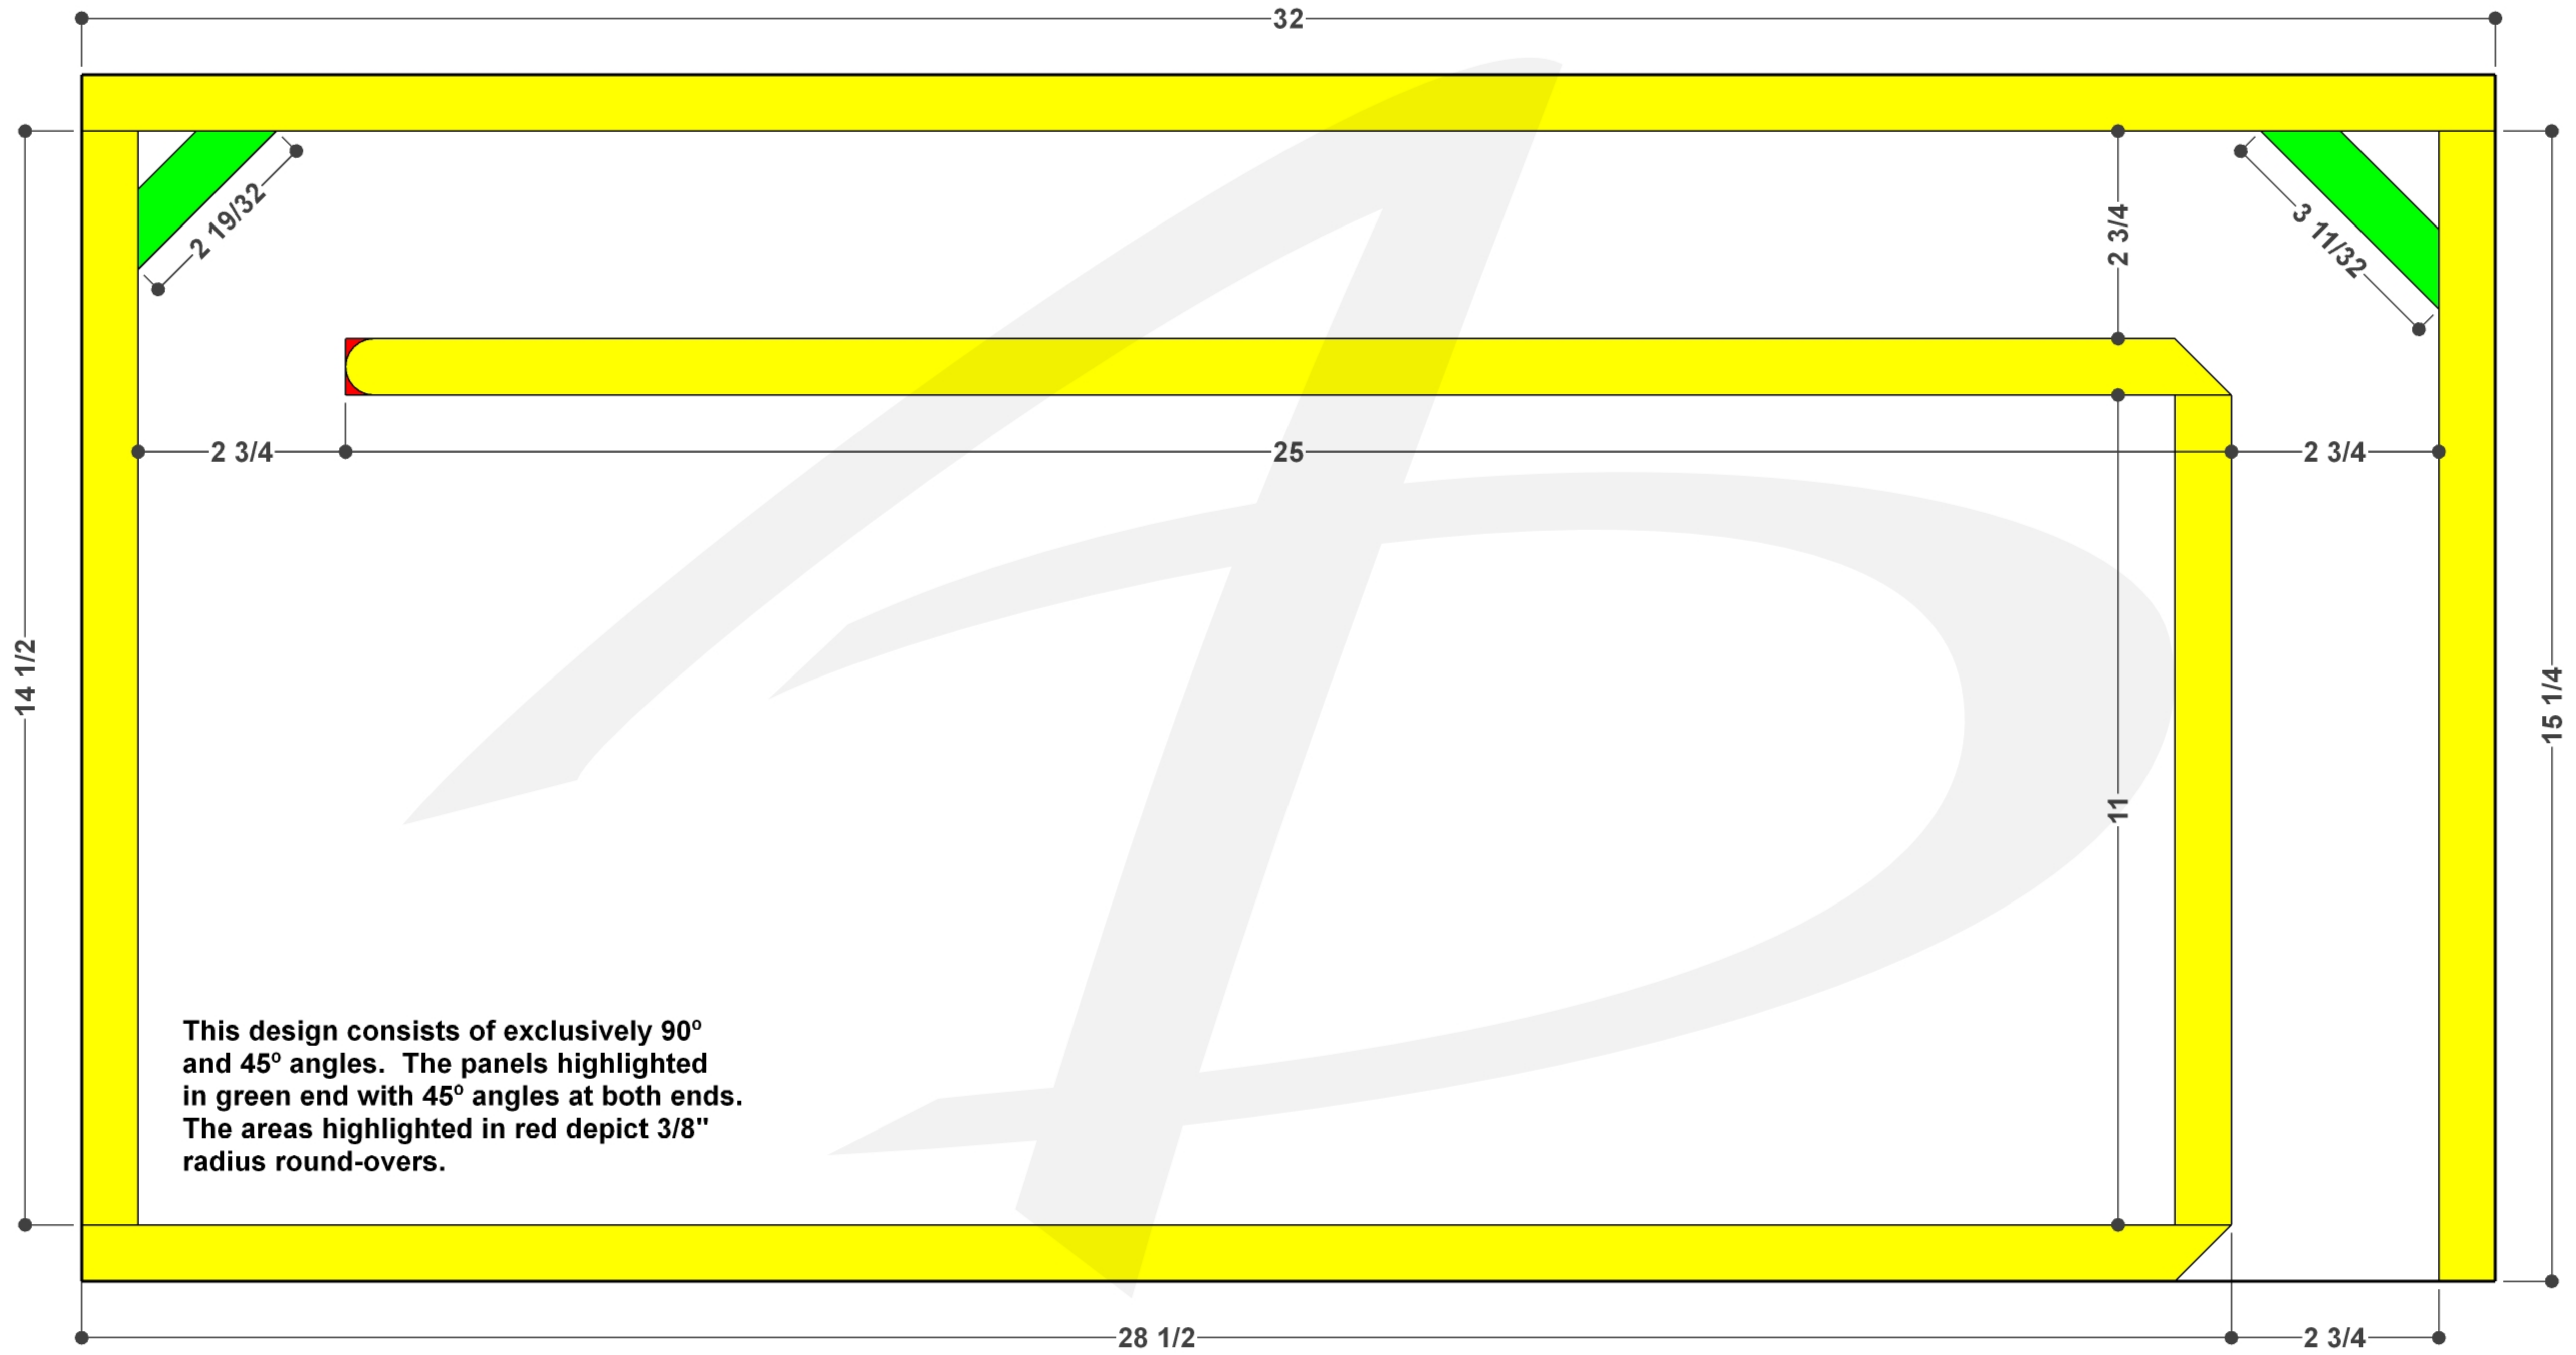 32
2 19/32
3 11/32
2 3/4
2 3/4
25
2 3/4
14 1/2
15 1/4
11
This design consists of exclusively 90º
and 45º angles.  The panels highlighted
in green end with 45º angles at both ends.
The areas highlighted in red depict 3/8"
radius round-overs.
28 1/2
2 3/4